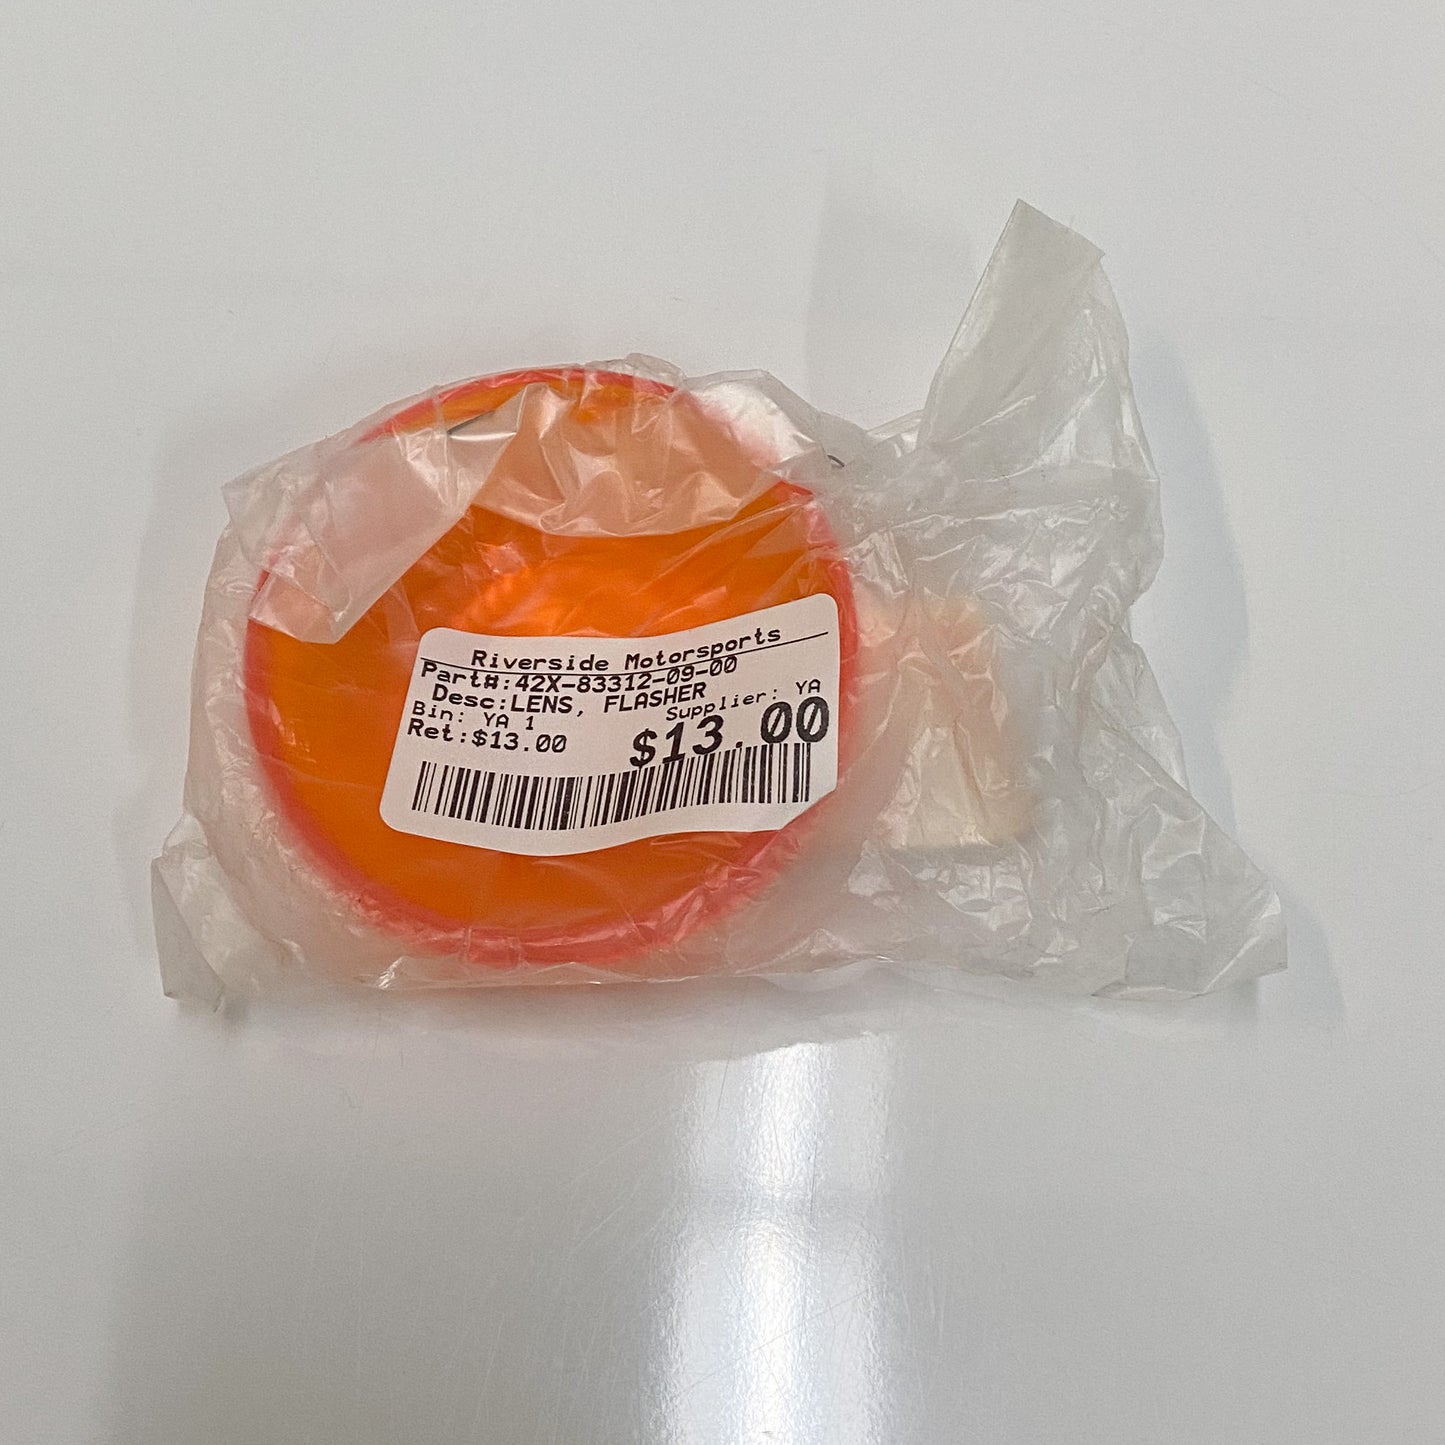 Riverside Motorsports
Part#:42X-83312-09-00
Desc:LENS, FLASHER
Bin: YA 1 Supplier: YA
Ret:$13.00 $13.00